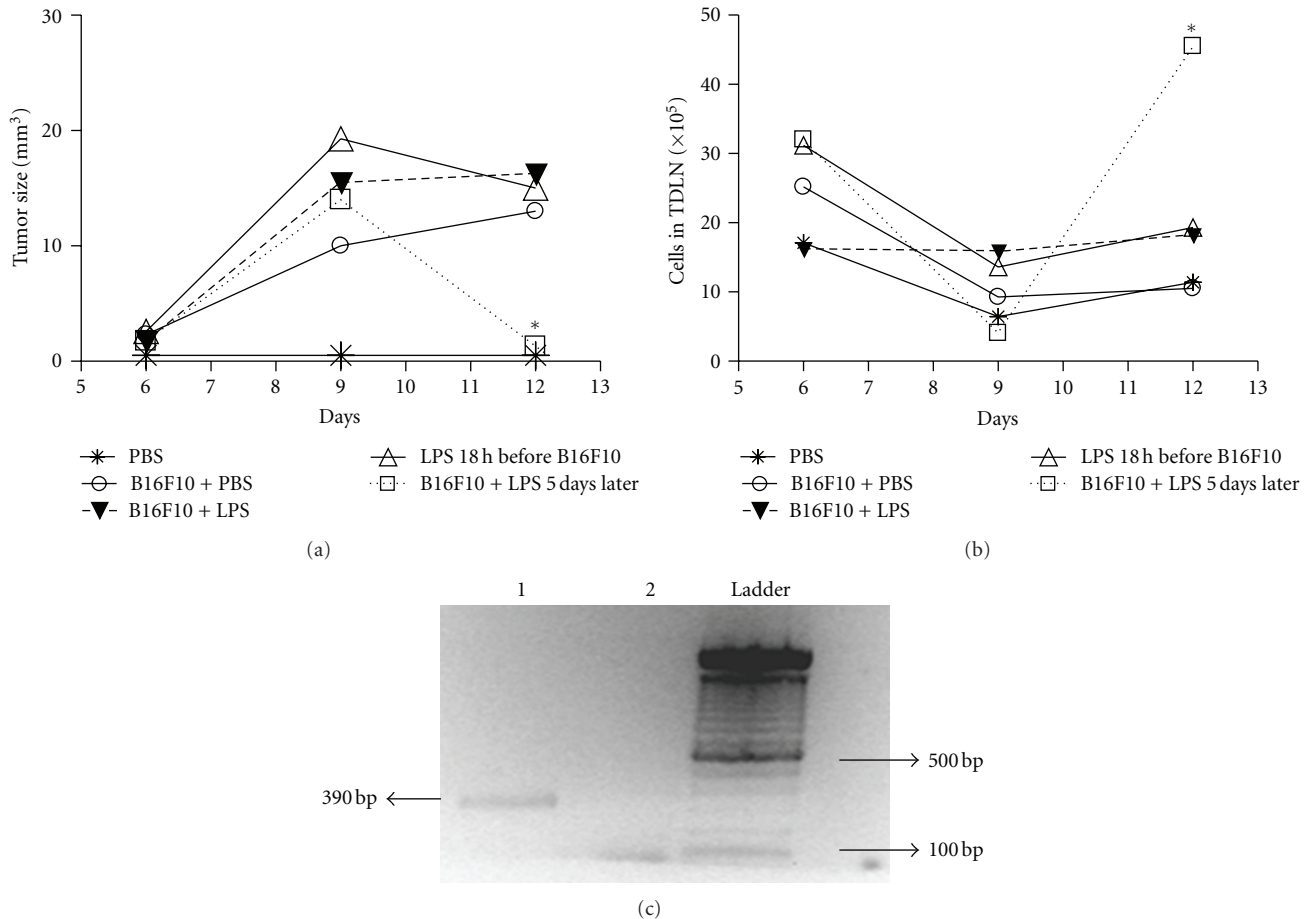 30
20
10
0
Tumor size (mm³)
5 6 7 8 9 10 11 12 13
Days
*
PBS
B16F10 + PBS
B16F10 + LPS
LPS 18 h before B16F10
B16F10 + LPS 5 days later
(a)
50
40
30
20
10
0
Cells in TDLN (×10⁵)
5 6 7 8 9 10 11 12 13
Days
*
PBS
B16F10 + PBS
B16F10 + LPS
LPS 18 h before B16F10
B16F10 + LPS 5 days later
(b)
1 2 Ladder
500 bp
390 bp
100 bp
(c)